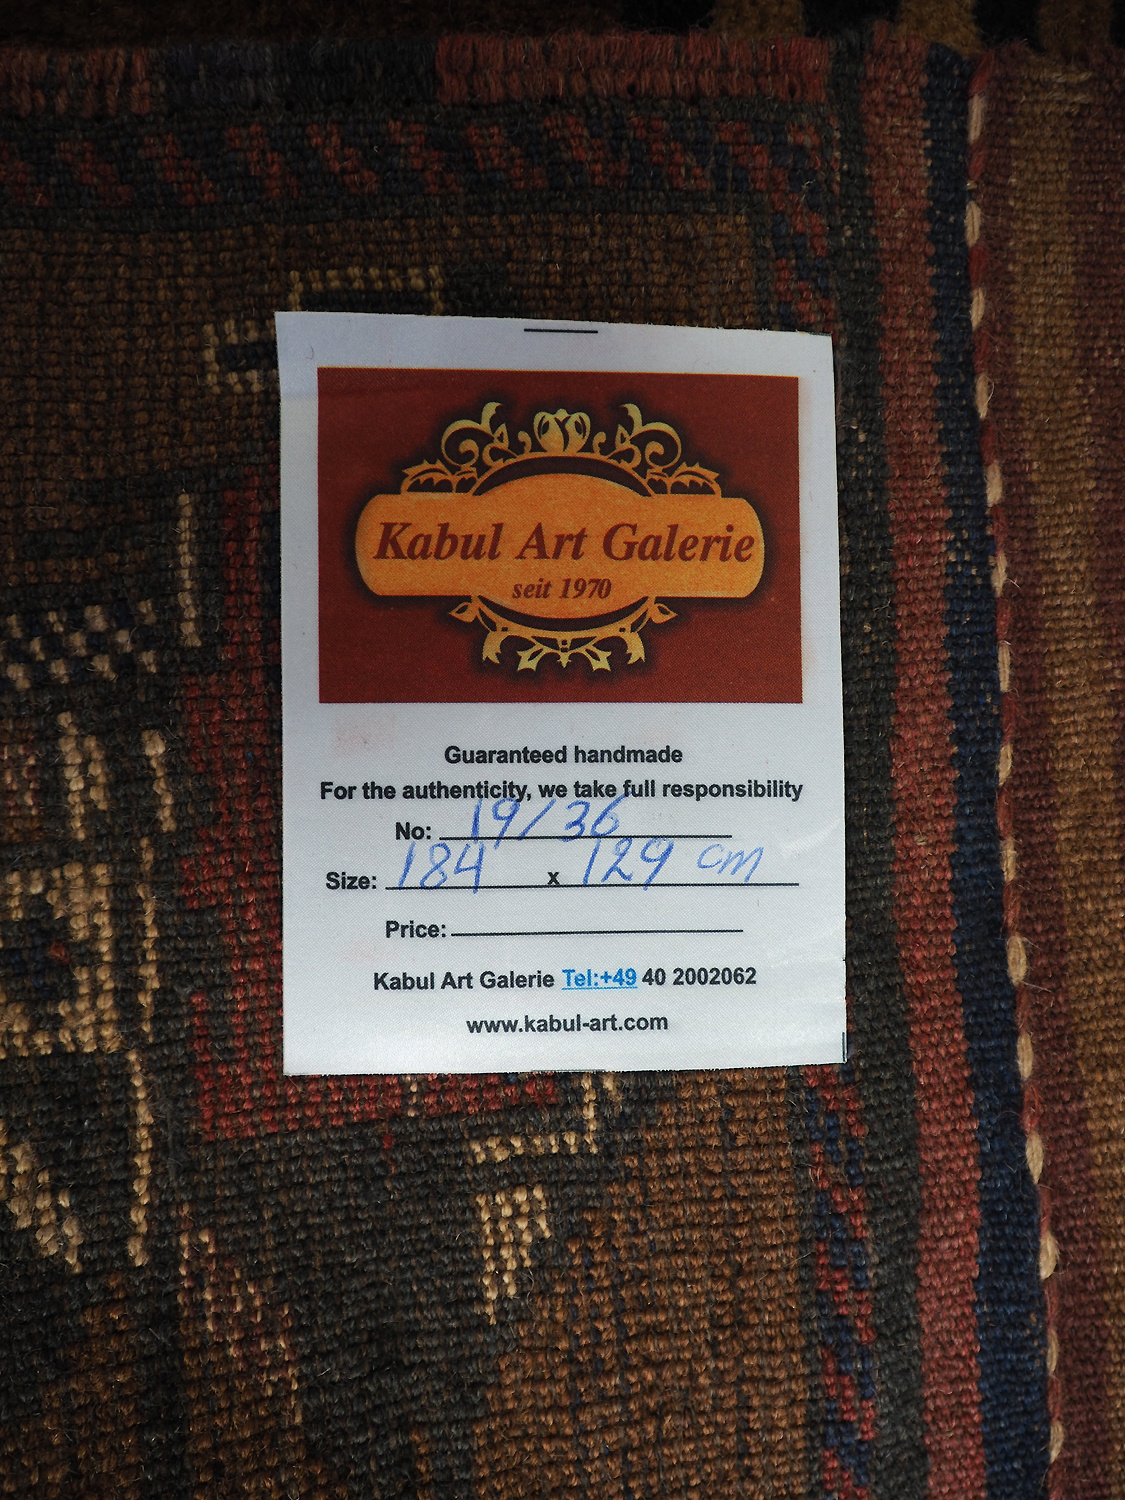 Kabul Art Galerie
seit 1970
Guaranteed handmade
For the authenticity, we take full responsibility
No: 19/36
Size: 184 x 129 cm
Price:
Kabul Art Galerie Tel:+49 40 2002062
www.kabul-art.com